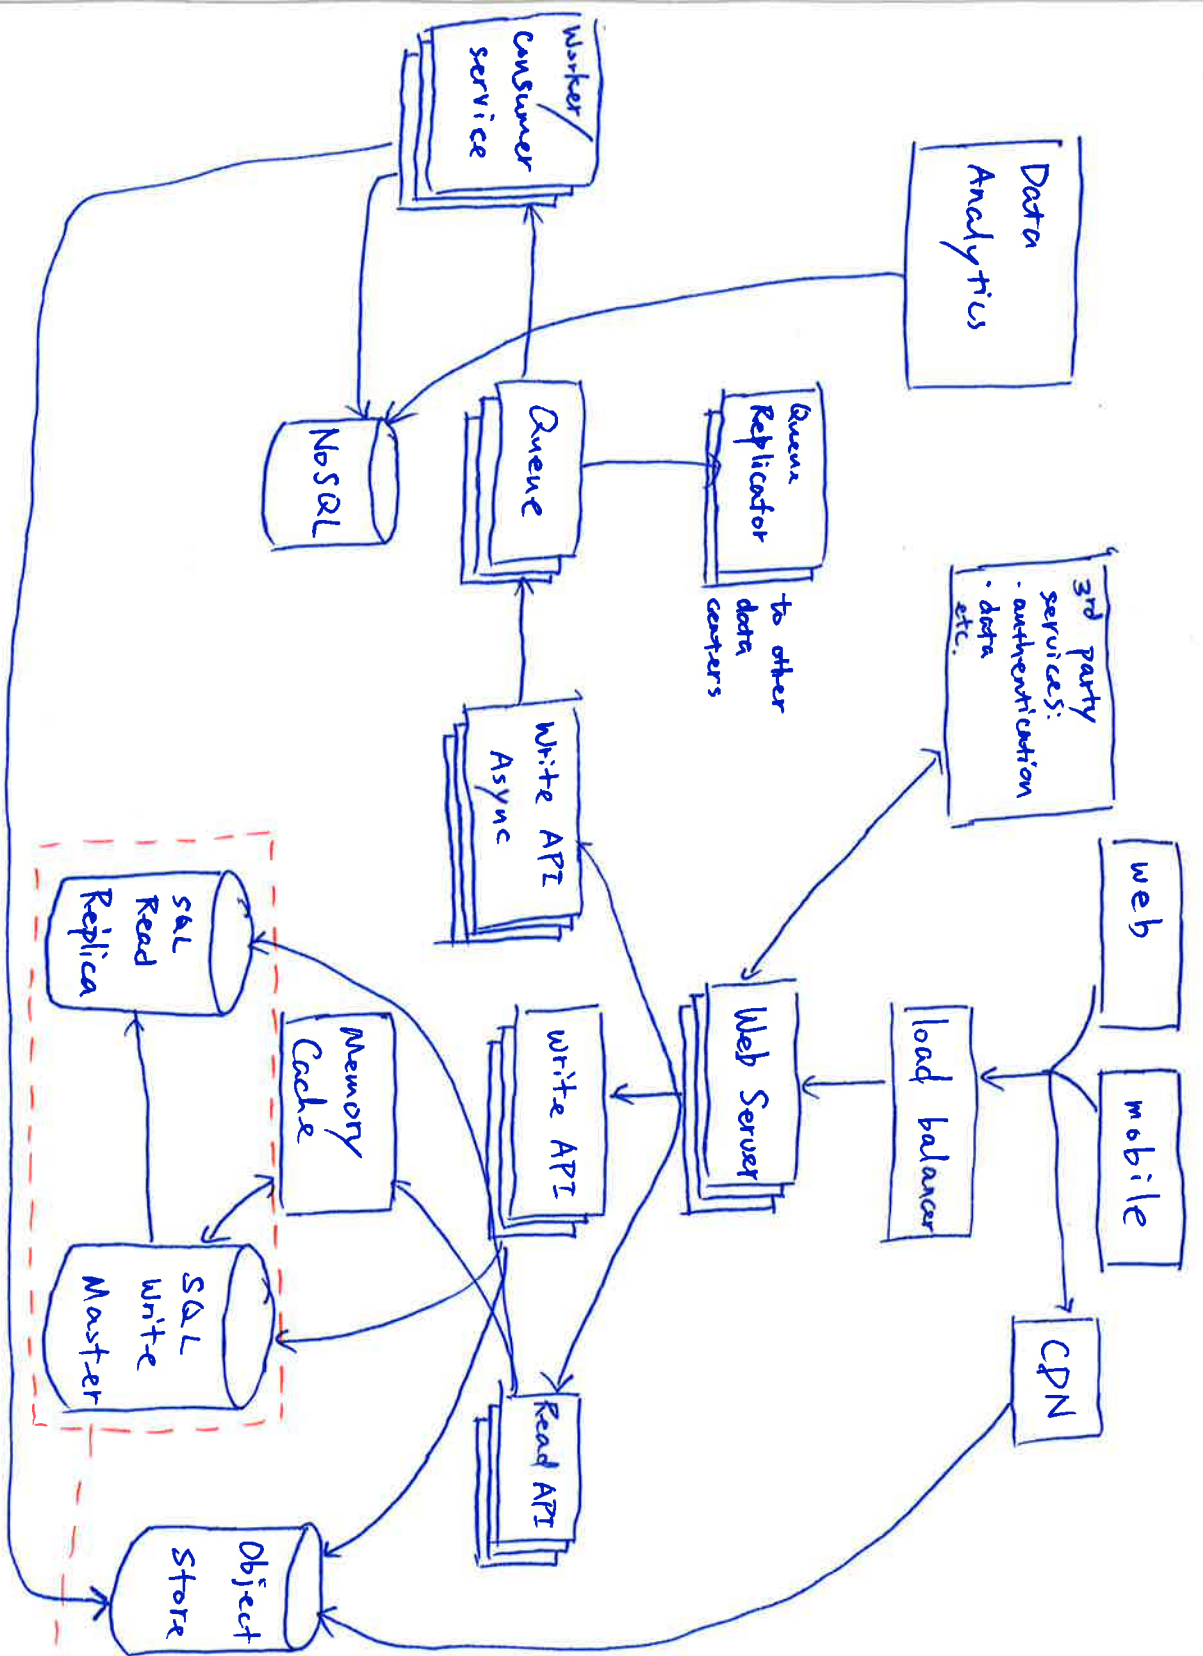 web
mobile
CDN
load balancer
3rd party
services:
· authentication
· data
etc.
Data
Analytics
Web Server
Queue
Replicator
to other
data
centers
Worker/
Consumer
service
Queue
Write API
Async
Write API
Read API
NoSQL
Memory
Cache
SQL
Read
Replica
SQL
Write
Master
Object
Store